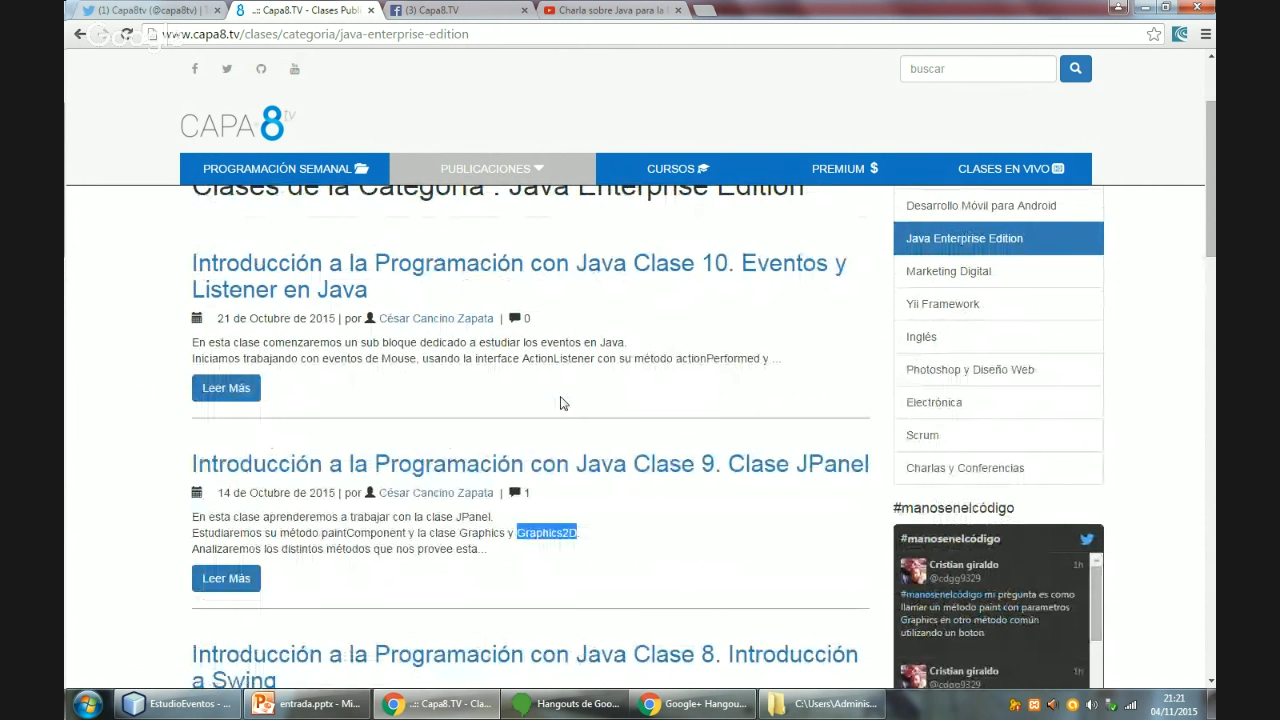 (1) Capa8tv (@capa8tv) | T
8 ..:: Capa8.TV - Clases Publi
(3) Capa8.TV
Charla sobre Java para la
Google
www.capa8.tv/clases/categoria/java-enterprise-edition
buscar
CAPA 8 tv
PROGRAMACIÓN SEMANAL
PUBLICACIONES
CURSOS
PREMIUM $
CLASES EN VIVO
Clases de la Categoría : Java Enterprise Edition
Introducción a la Programación con Java Clase 10. Eventos y
Listener en Java
21 de Octubre de 2015 | por César Cancino Zapata | 0
En esta clase comenzaremos un sub bloque dedicado a estudiar los eventos en Java.
Iniciamos trabajando con eventos de Mouse, usando la interface ActionListener con su método actionPerformed y ...
Leer Más
Introducción a la Programación con Java Clase 9. Clase JPanel
14 de Octubre de 2015 | por César Cancino Zapata | 1
En esta clase aprenderemos a trabajar con la clase JPanel.
Estudiaremos su método paintComponent y la clase Graphics y Graphics2D.
Analizaremos los distintos métodos que nos provee esta...
Leer Más
Introducción a la Programación con Java Clase 8. Introducción
a Swing
Desarrollo Móvil para Android
Java Enterprise Edition
Marketing Digital
Yii Framework
Inglés
Photoshop y Diseño Web
Electrónica
Scrum
Charlas y Conferencias
#manosenelcódigo
#manosenelcódigo
Cristian giraldo 1h
@cdgg9329
#manosenelcódigo mi pregunta es como
llamar un método paint con parametros
Graphics en otro método común
utilizando un boton.
Cristian giraldo 1h
@cdgg9329
EstudioEventos - ...
entrada.pptx - Mi...
..:: Capa8.TV - Cl...
Hangouts de Goo...
Google+ Hangou...
C:\Users\Adminis...
21:21
04/11/2015